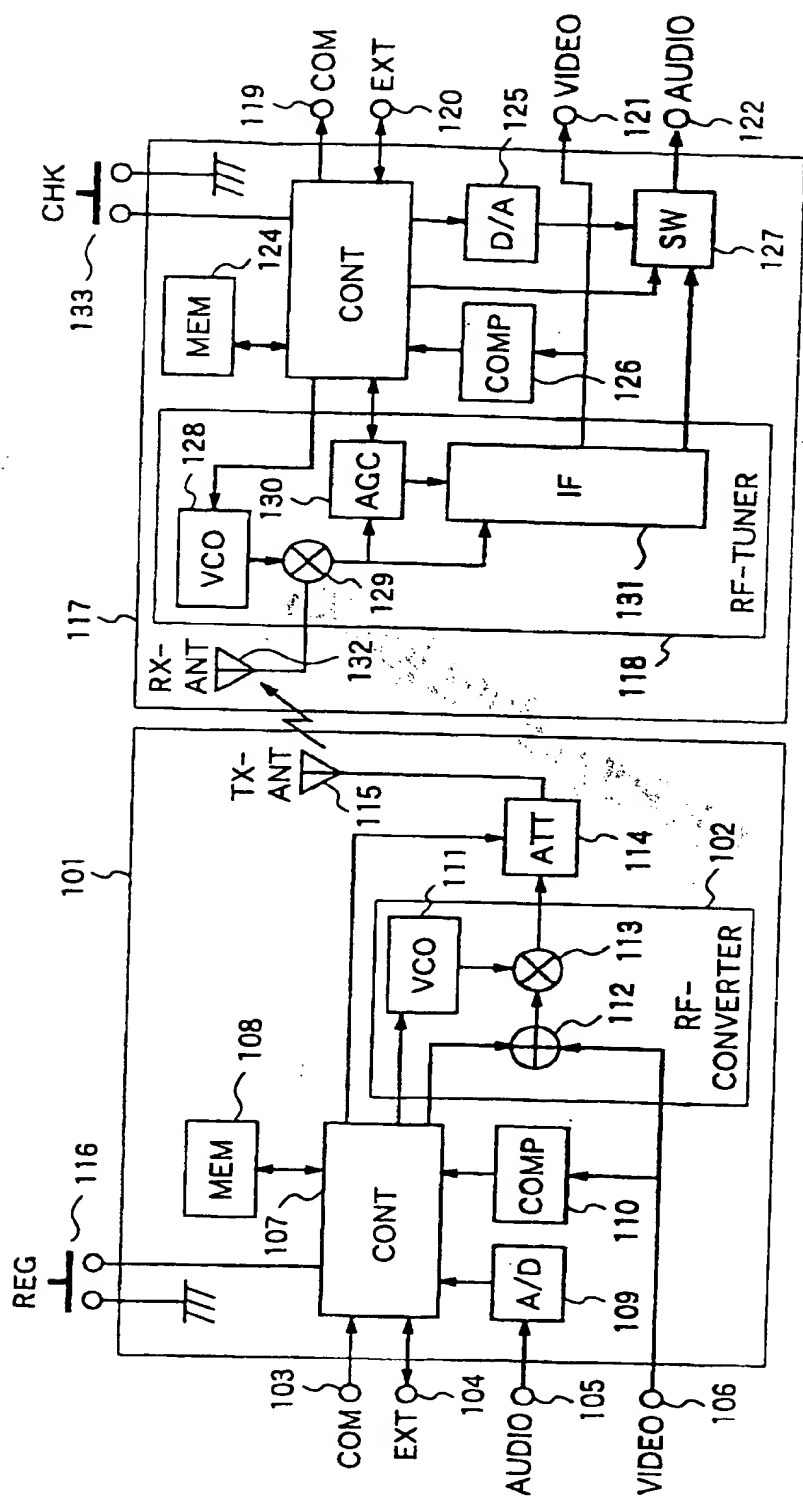 REG
116
101
MEM
108
107
CONT
COM
103
EXT
104
A/D
109
COMP
110
AUDIO
105
VIDEO
106
VCO
111
112
113
RF-
CONVERTER
102
ATT
114
TX-
ANT
115
117
RX-
ANT
132
VCO
128
129
130
AGC
IF
131
RF-TUNER
118
133
CHK
MEM
124
CONT
COMP
126
D/A
125
SW
127
119
COM
EXT
120
VIDEO
121
AUDIO
122